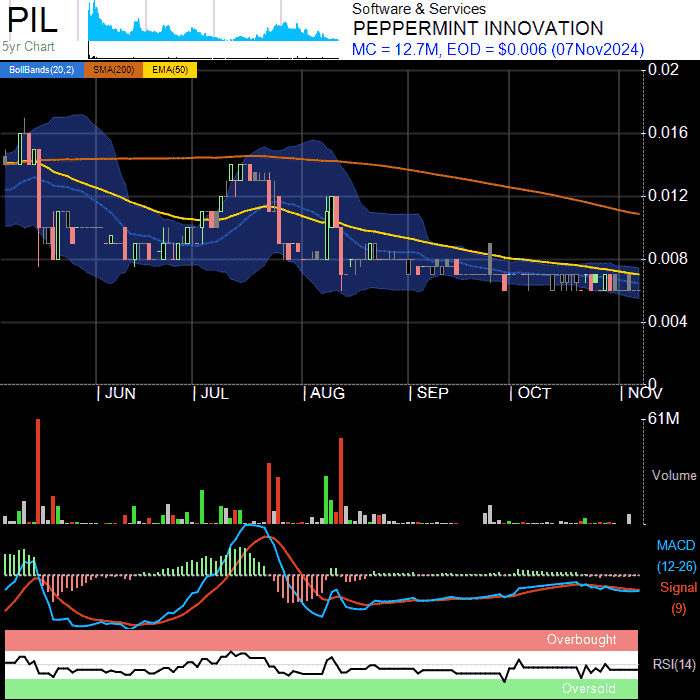 PIL
5yr Chart
Software & Services
PEPPERMINT INNOVATION
MC = 12.7M, EOD = $0.006 (07Nov2024)
BollBands(20,2) SMA(200) EMA(50)
0.02
0.016
0.012
0.008
0.004
0
JUN JUL AUG SEP OCT NOV
61M
Volume
MACD
(12-26)
Signal
(9)
Overbought
RSI(14)
Oversold